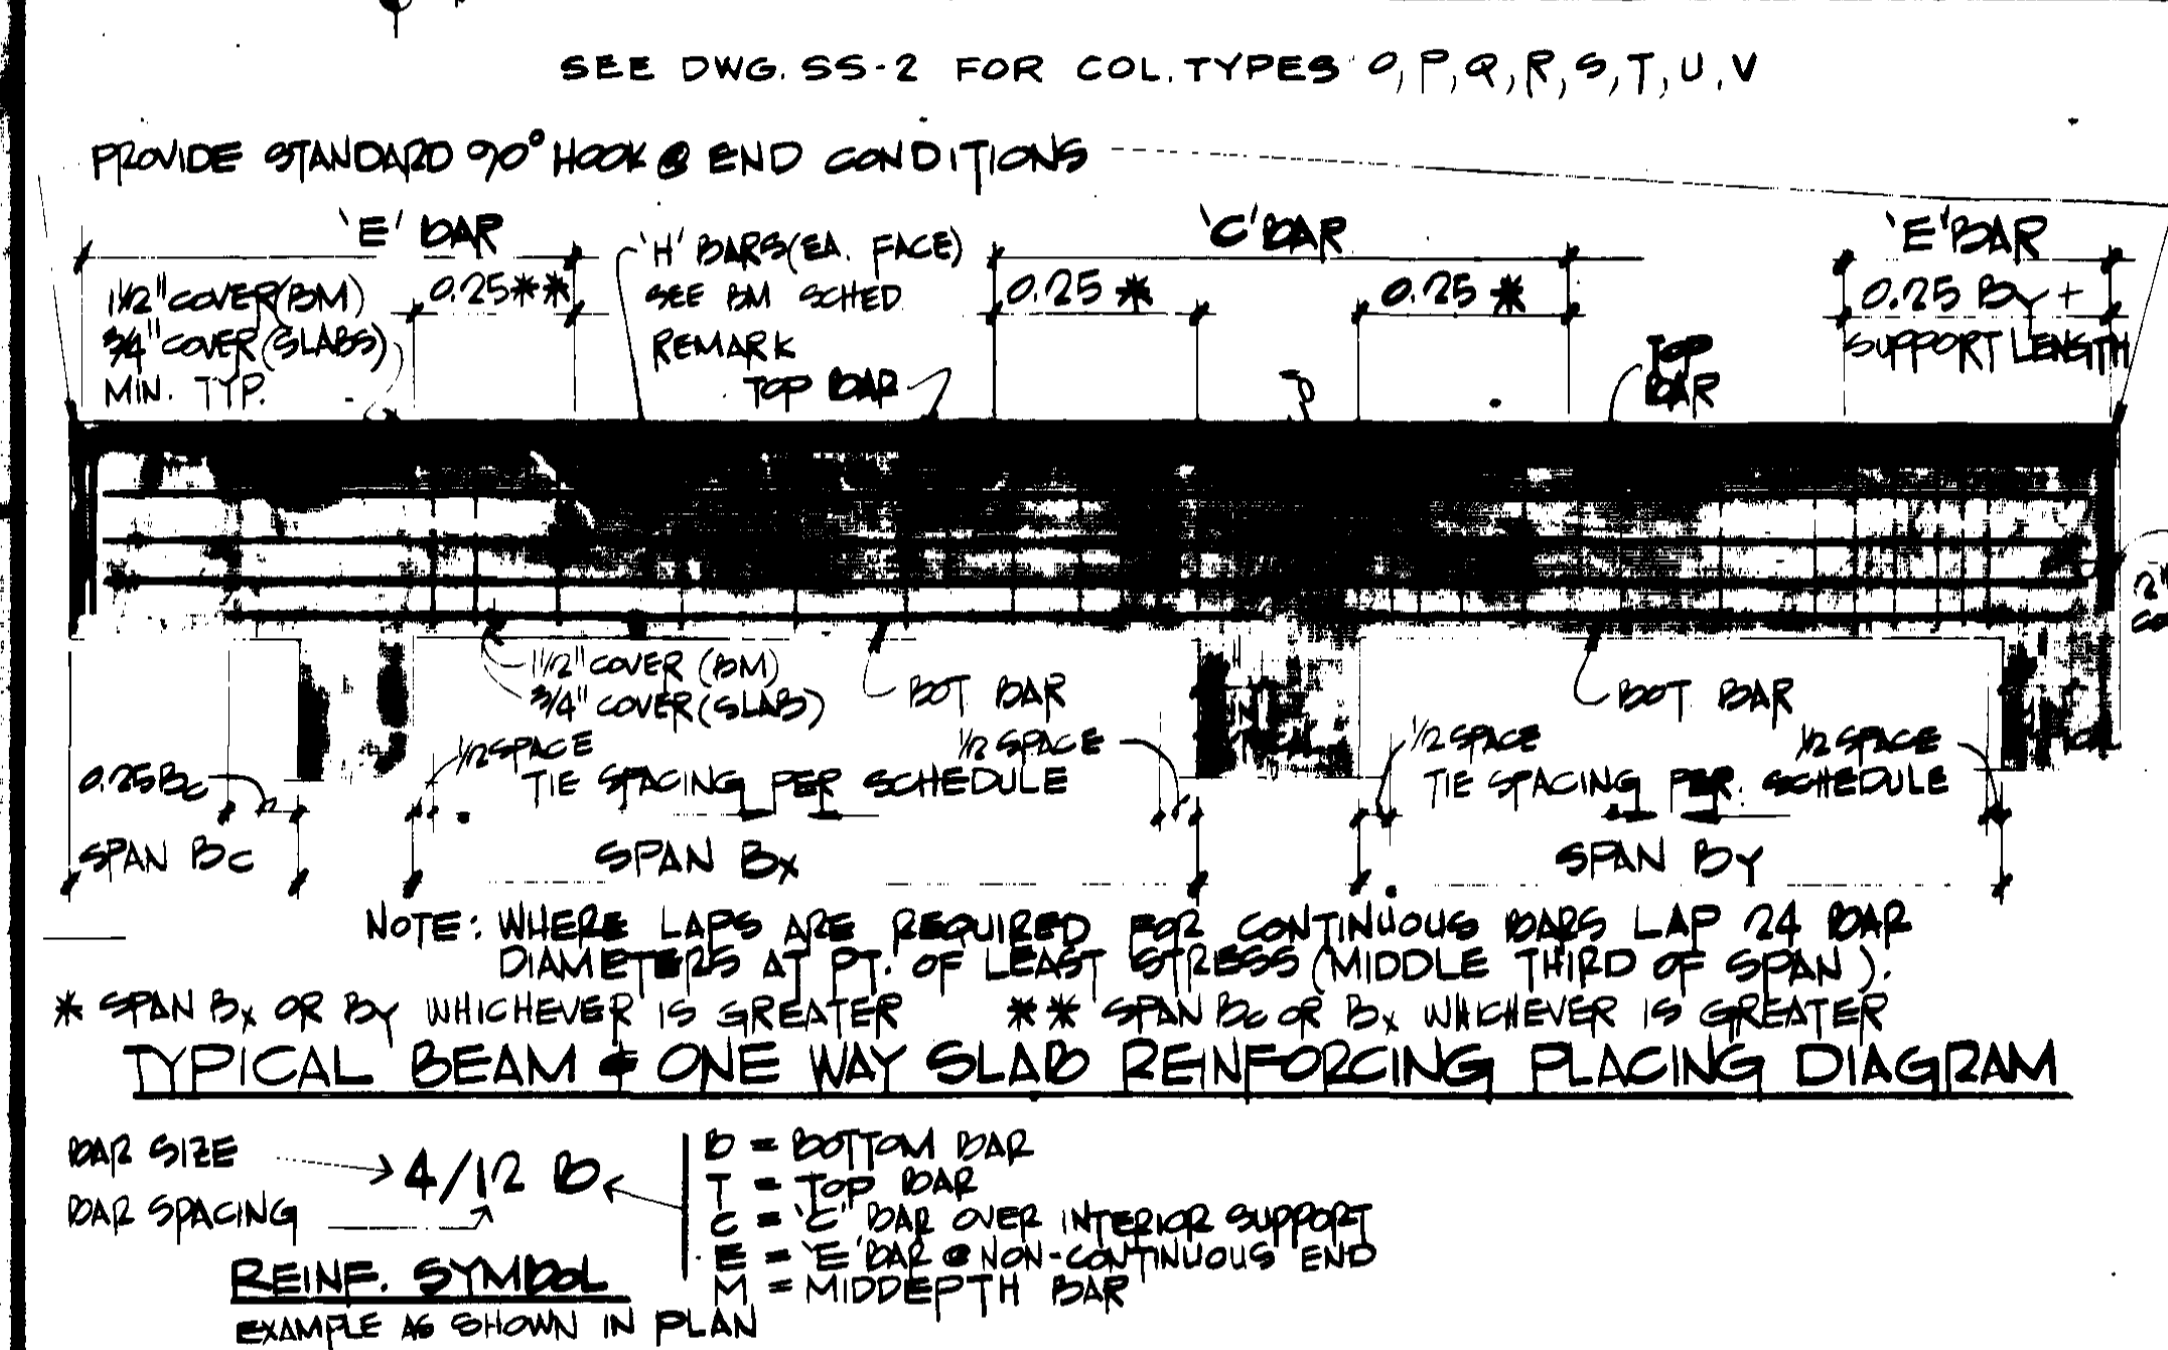 SEE DWG. SS-2 FOR COL. TYPES O, P, Q, R, S, T, U, V
PROVIDE STANDARD 90° HOOK @ END CONDITIONS
'E' BAR
'H' BARS (EA. FACE)
SEE BM SCHED
REMARK
'C' BAR
'E' BAR
1 1/2" COVER (BM)
3/4" COVER (SLABS)
MIN. TYP.
0.25 **
0.25 *
0.25 *
0.25 BY +
SUPPORT LENGTH
TOP BAR
TOP
BAR
2"
1 1/2" COVER (BM)
3/4" COVER (SLAB)
BOT BAR
BOT BAR
1/2 SPACE
1/2 SPACE
1/2 SPACE
1/2 SPACE
0.25 BC
TIE SPACING PER SCHEDULE
TIE SPACING PER SCHEDULE
SPAN BC
SPAN BX
SPAN BY
NOTE: WHERE LAPS ARE REQUIRED FOR CONTINUOUS BARS LAP 24 BAR
DIAMETERS AT PT. OF LEAST STRESS (MIDDLE THIRD OF SPAN).
* SPAN BX OR BY WHICHEVER IS GREATER ** SPAN BC OR BX WHICHEVER IS GREATER
TYPICAL BEAM & ONE WAY SLAB REINFORCING PLACING DIAGRAM
BAR SIZE
BAR SPACING
4/12 B
B = BOTTOM BAR
T = TOP BAR
C = 'C' BAR OVER INTERIOR SUPPORT
E = 'E' BAR @ NON-CONTINUOUS END
M = MIDDEPTH BAR
REINF. SYMBOL
EXAMPLE AS SHOWN IN PLAN